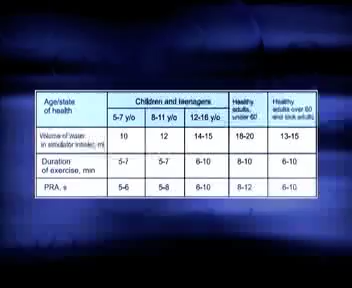 Age/state of health
Children and teenagers
Healthy adults, under 60
Healthy adults over 60 and sick adults
5-7 y/o
8-11 y/o
12-16 y/o
Volume of water in simulator inhaler, ml
10
12
14-15
18-20
13-15
Duration of exercise, min
5-7
5-7
6-10
8-10
6-10
PRA, s
5-6
5-8
6-10
8-12
6-10